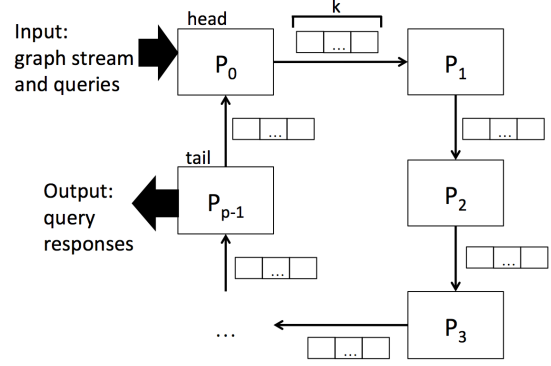 Input:
graph stream
and queries
head
P0
k
...
P1
...
...
tail
Pp-1
Output:
query
responses
P2
...
...
...
P3
...